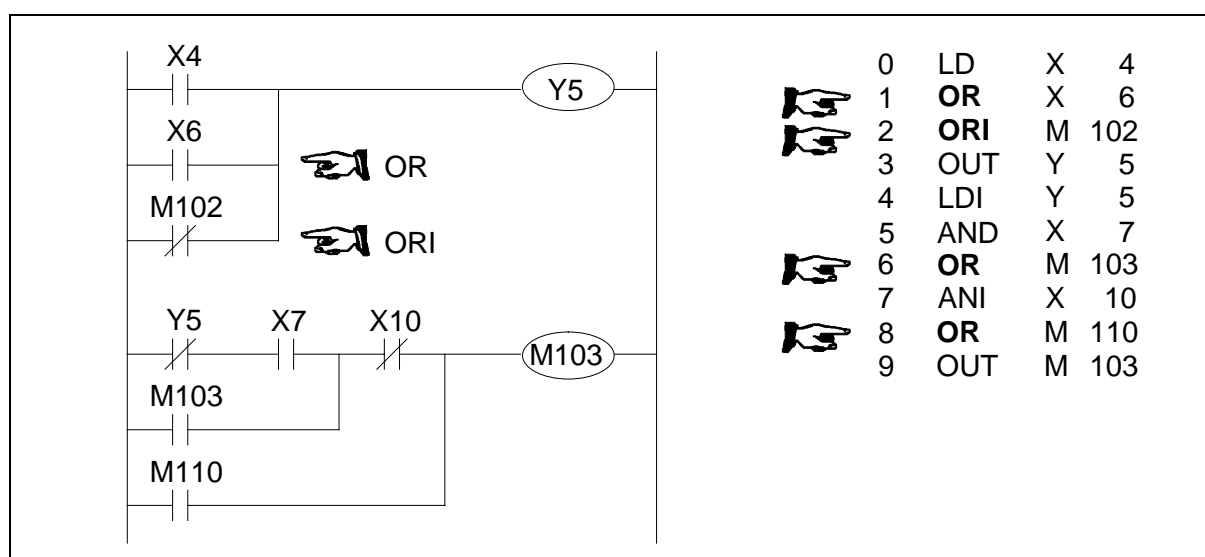 X4
Y5
X6
OR
M102
ORI
Y5 X7 X10
M103
M103
M110
0 LD X 4
1 OR X 6
2 ORI M 102
3 OUT Y 5
4 LDI Y 5
5 AND X 7
6 OR M 103
7 ANI X 10
8 OR M 110
9 OUT M 103